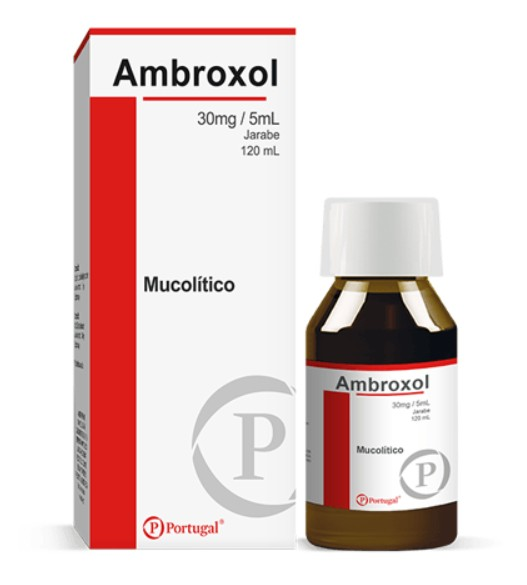 Ambroxol
30mg / 5mL
Jarabe
120 mL
Mucolítico
P
P Portugal®
Ambroxol
30mg / 5mL
Jarabe
120 mL
Mucolítico
P
P Portugal®